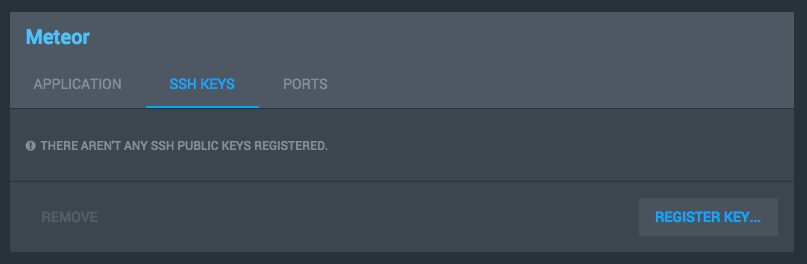 Meteor
APPLICATION SSH KEYS PORTS
THERE AREN'T ANY SSH PUBLIC KEYS REGISTERED.
REMOVE REGISTER KEY...